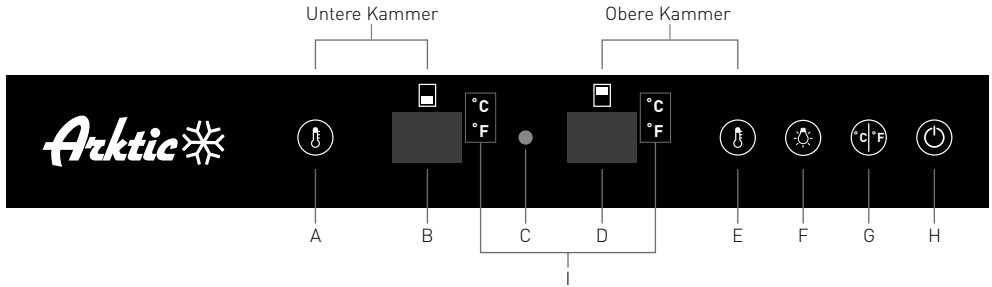 Untere Kammer Obere Kammer
°C °C
°F °F
Arktic °C °F
A B C D E F G H
I